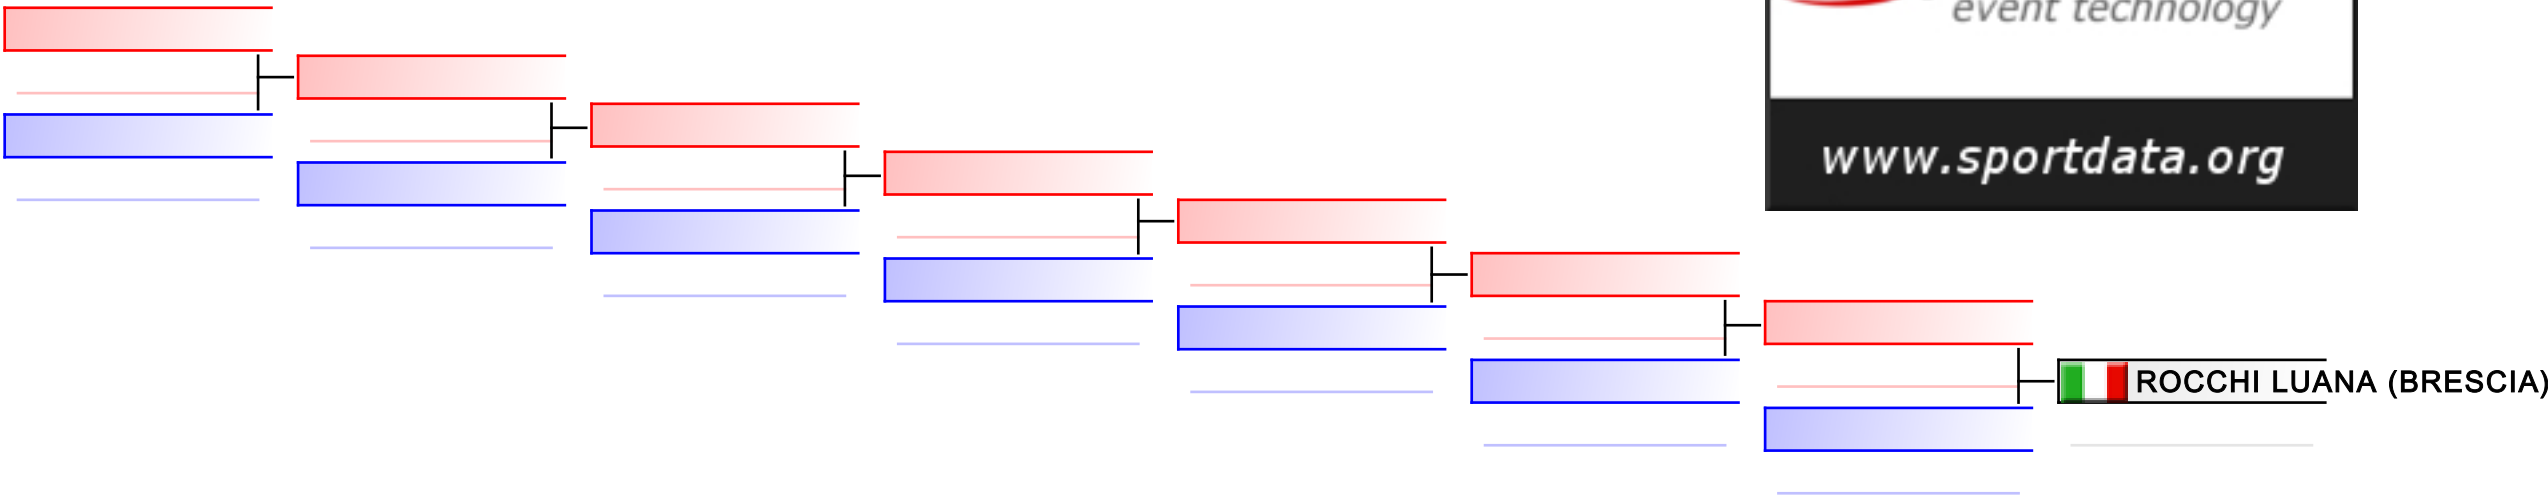 event technology
www.sportdata.org
ROCCHI LUANA (BRESCIA)